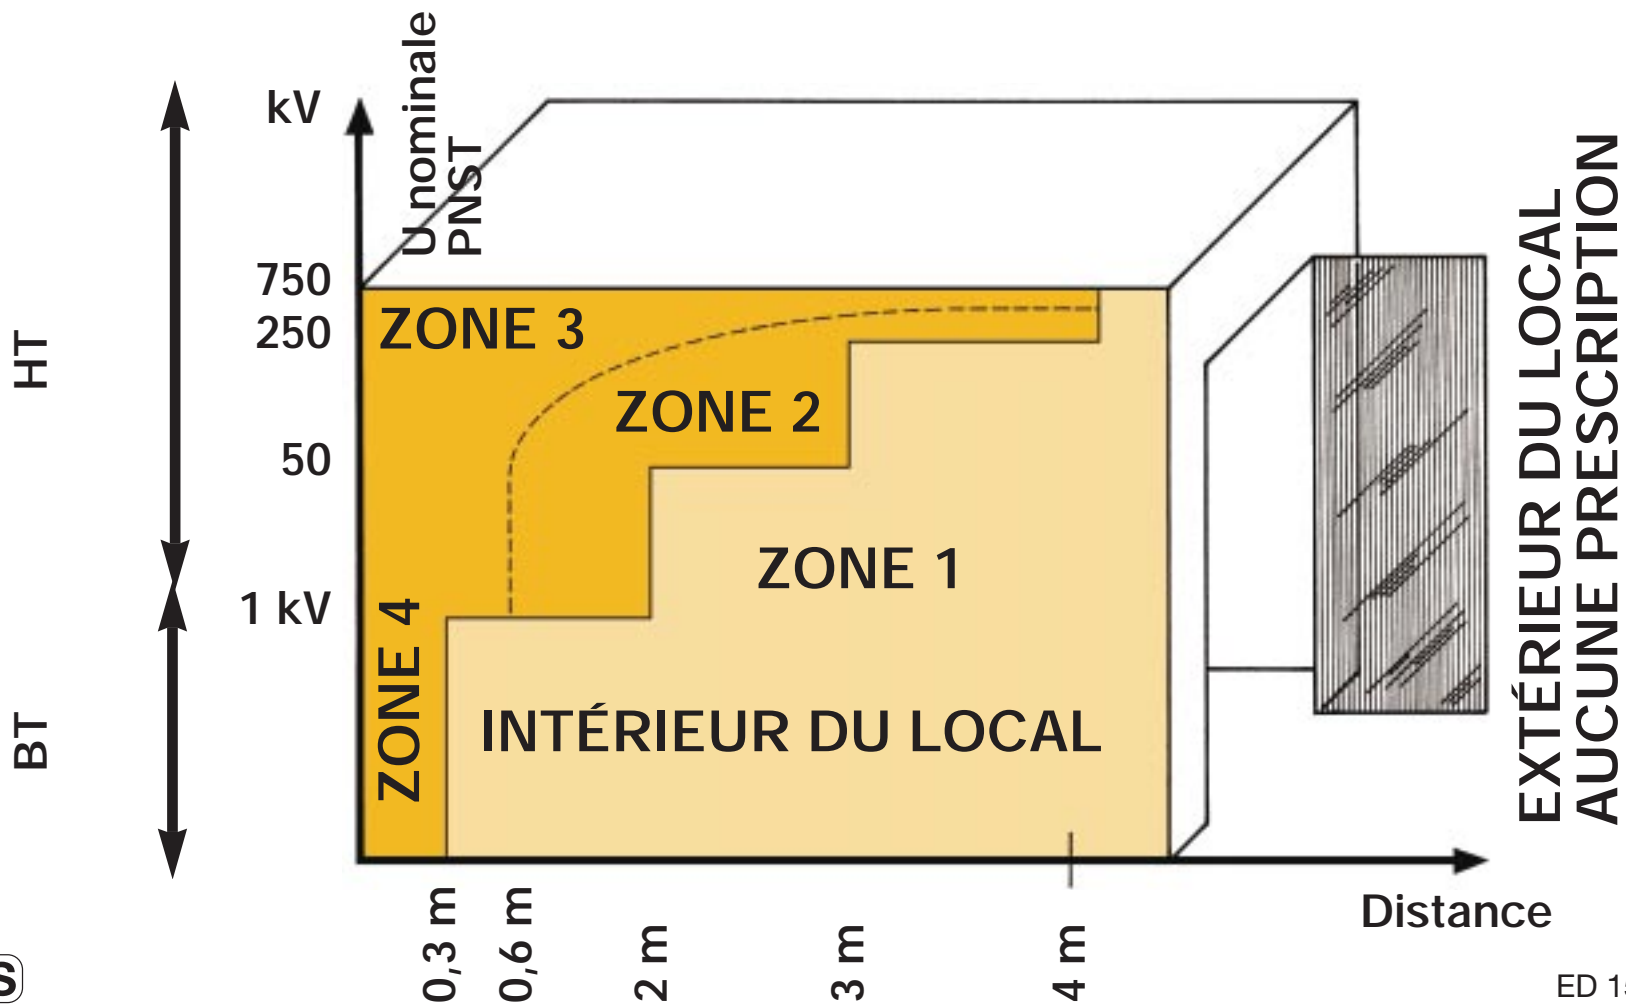 kV
U nominale
PNST
750
250
50
1 kV
HT
BT
ZONE 3
ZONE 2
ZONE 1
ZONE 4
INTÉRIEUR DU LOCAL
EXTÉRIEUR DU LOCAL
AUCUNE PRESCRIPTION
0,3 m
0,6 m
2 m
3 m
4 m
Distance
S